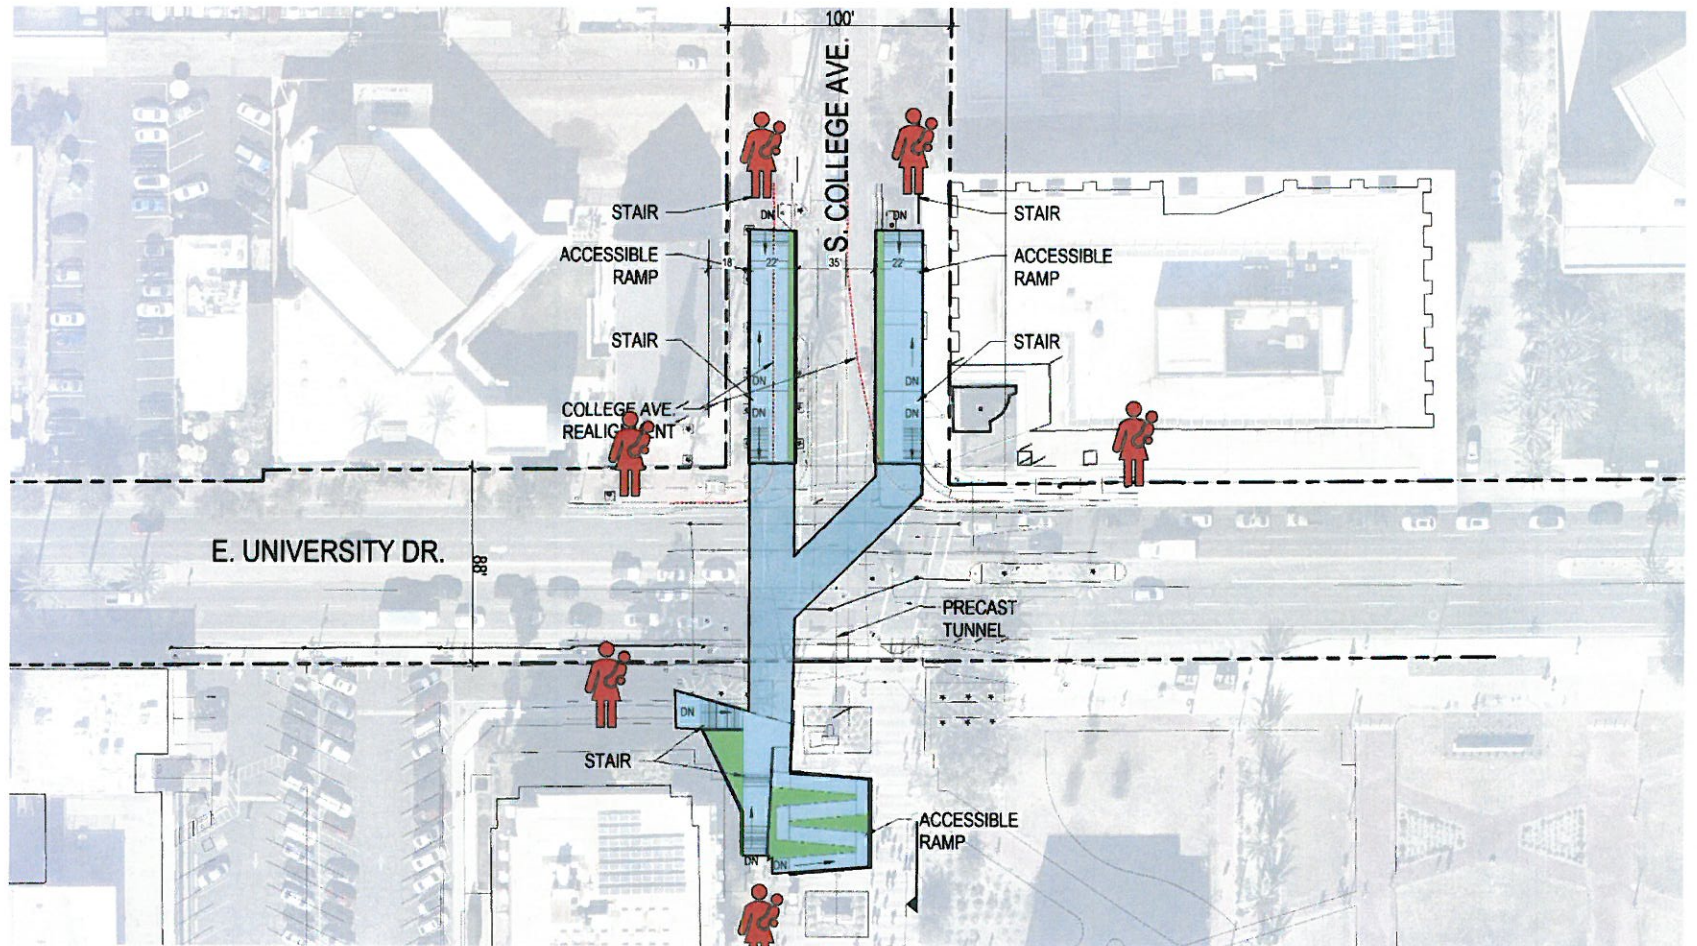 100'
S. COLLEGE AVE.
STAIR
DN
DN
STAIR
ACCESSIBLE
RAMP
18'
22'
35'
22'
ACCESSIBLE
RAMP
STAIR
STAIR
DN
DN
DN
DN
COLLEGE AVE.
E. UNIVERSITY DR.
88'
PRECAST
TUNNEL
DN
STAIR
ACCESSIBLE
RAMP
DN
DN